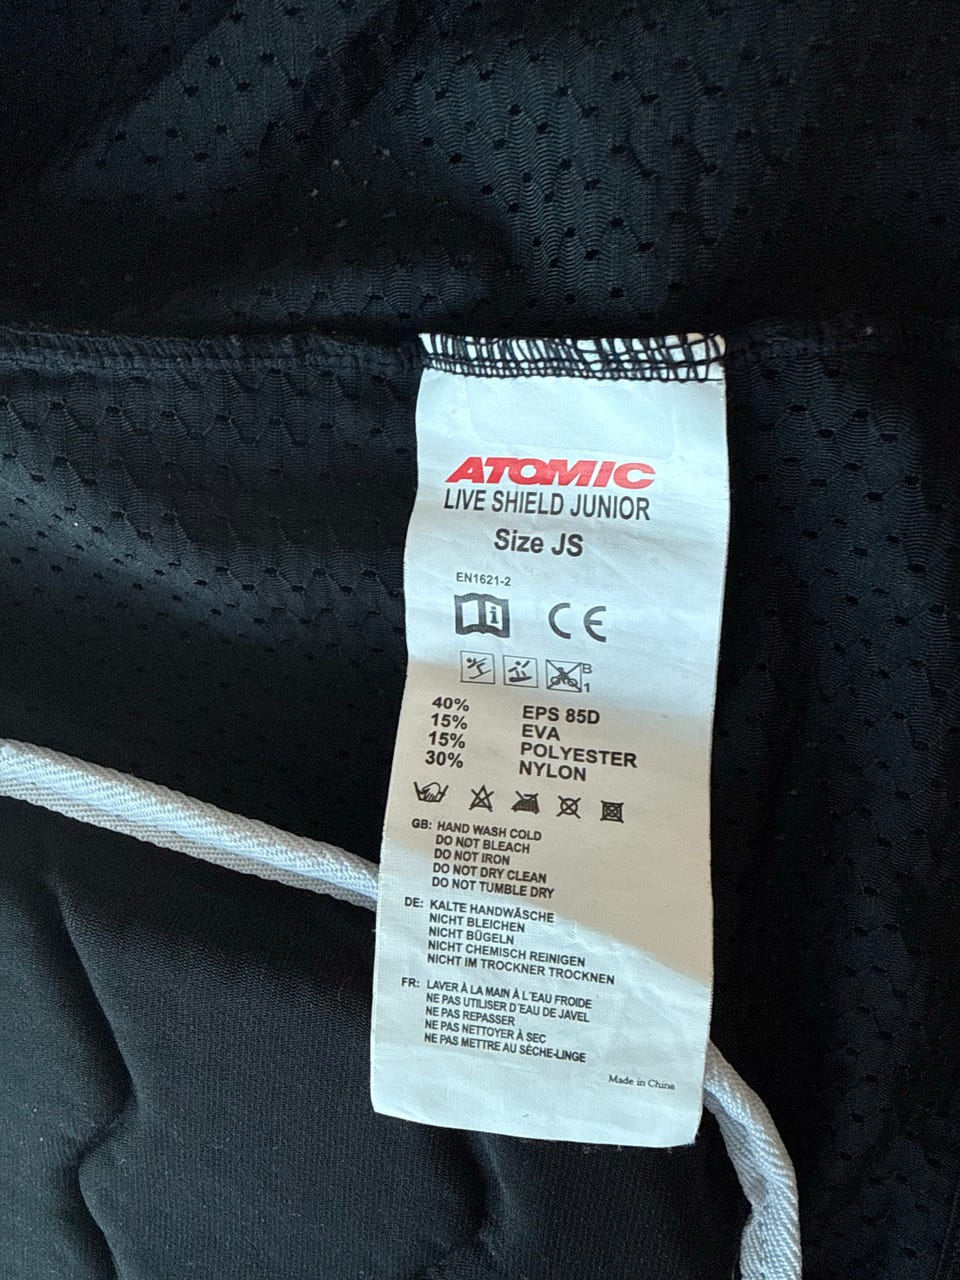 ATOMIC
LIVE SHIELD JUNIOR
Size JS
EN1621-2
i CE
B
1
40% EPS 85D
15% EVA
15% POLYESTER
30% NYLON
GB: HAND WASH COLD
DO NOT BLEACH
DO NOT IRON
DO NOT DRY CLEAN
DO NOT TUMBLE DRY
DE: KALTE HANDWÄSCHE
NICHT BLEICHEN
NICHT BÜGELN
NICHT CHEMISCH REINIGEN
NICHT IM TROCKNER TROCKNEN
FR: LAVER À LA MAIN À L'EAU FROIDE
NE PAS UTILISER D'EAU DE JAVEL
NE PAS REPASSER
NE PAS NETTOYER À SEC
NE PAS METTRE AU SÈCHE-LINGE
Made in China